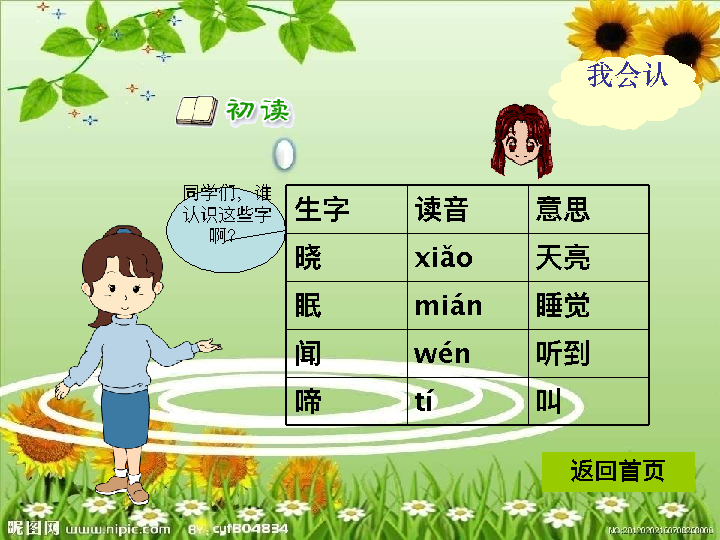 我会认
初读
同学们，谁
认识这些字
啊？
生字 读音 意思
晓 xiǎo 天亮
眠 mián 睡觉
闻 wén 听到
啼 tí 叫
返回首页
昵图网 www.nipic.com BY: cyf804834